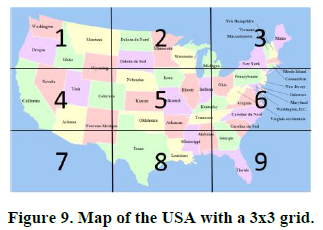 New Hampshire
Washington
Vermont
Massachusetts
1
2
3
Montana
Dakota du Nord
Minnesota
Maine
Oregon
Idaho
Dakota du Sud
Wisconsin
New York
Wyoming
Michigan
Rhode Island
Connecticut
Nebraska
Iowa
Pennsylvanie
New Jersey
Nevada
Ohio
Delaware
4
Utah
5
Illinois
Indiana
6
Maryland
Colorado
Kansas
Missouri
Virginie
Washington, D.C.
Californie
Kentucky
Virginie occidentale
Caroline du Nord
Oklahoma
Tennessee
Arizona
Arkansas
Caroline du Sud
Nouveau-Mexique
Alabama
Géorgie
Mississippi
7
Texas
8
9
Louisiane
Floride
Figure 9. Map of the USA with a 3x3 grid.